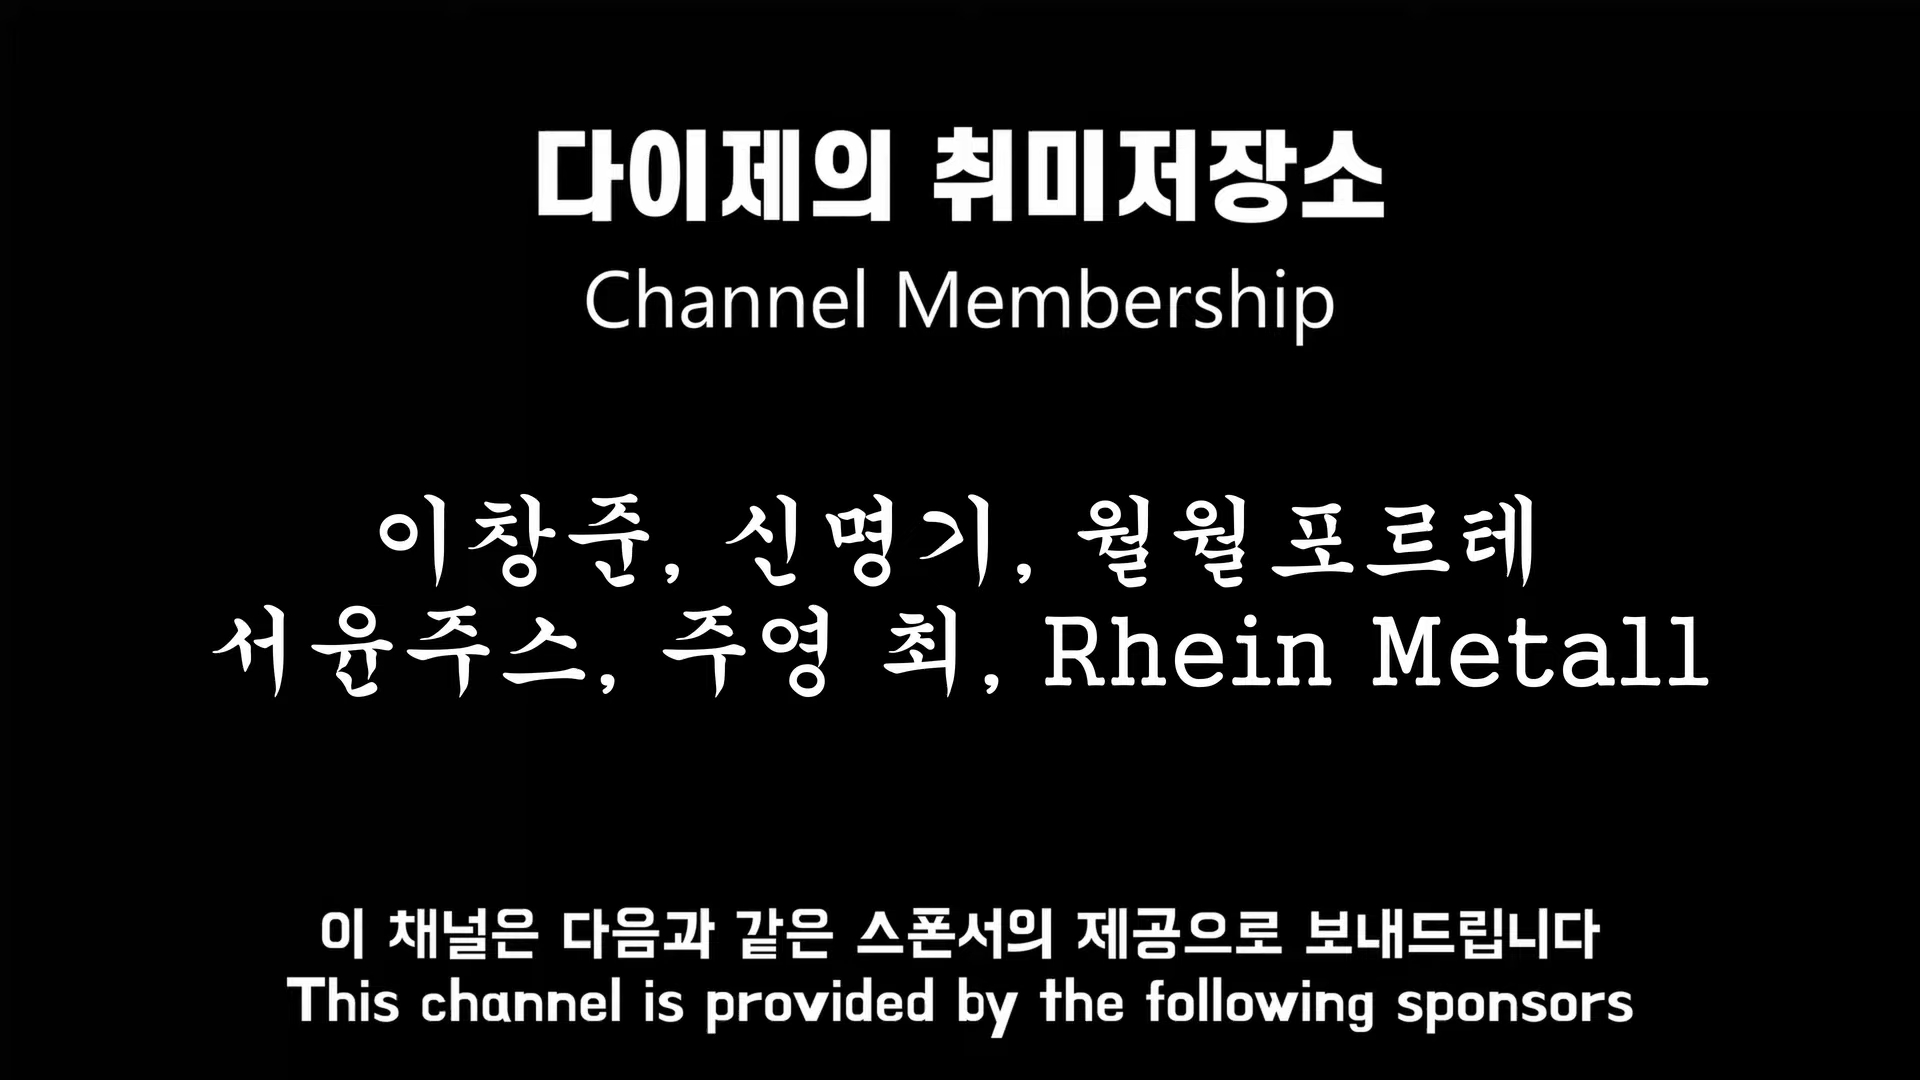 다이제의 취미저장소
Channel Membership
이창준, 신명기, 월월포르테
서윤주스, 주영 최, Rhein Metall
이 채널은 다음과 같은 스폰서의 제공으로 보내드립니다
This channel is provided by the following sponsors